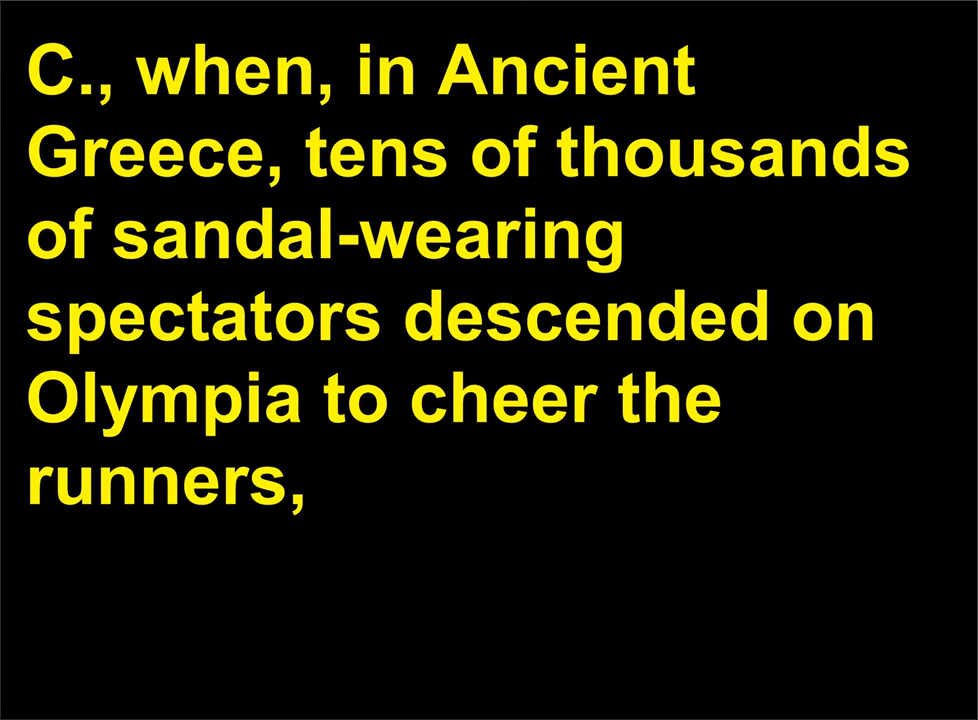 C., when, in Ancient
Greece, tens of thousands
of sandal-wearing
spectators descended on
Olympia to cheer the
runners,